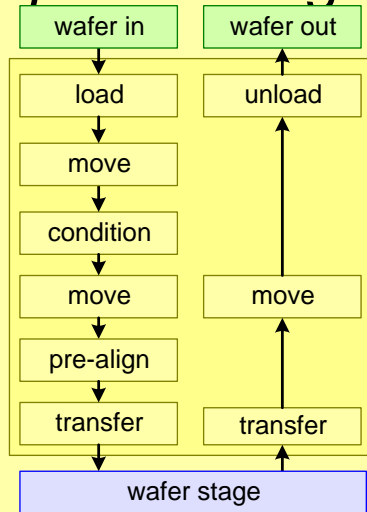 wafer in
wafer out
load
unload
move
condition
move
move
pre-align
transfer
transfer
wafer stage